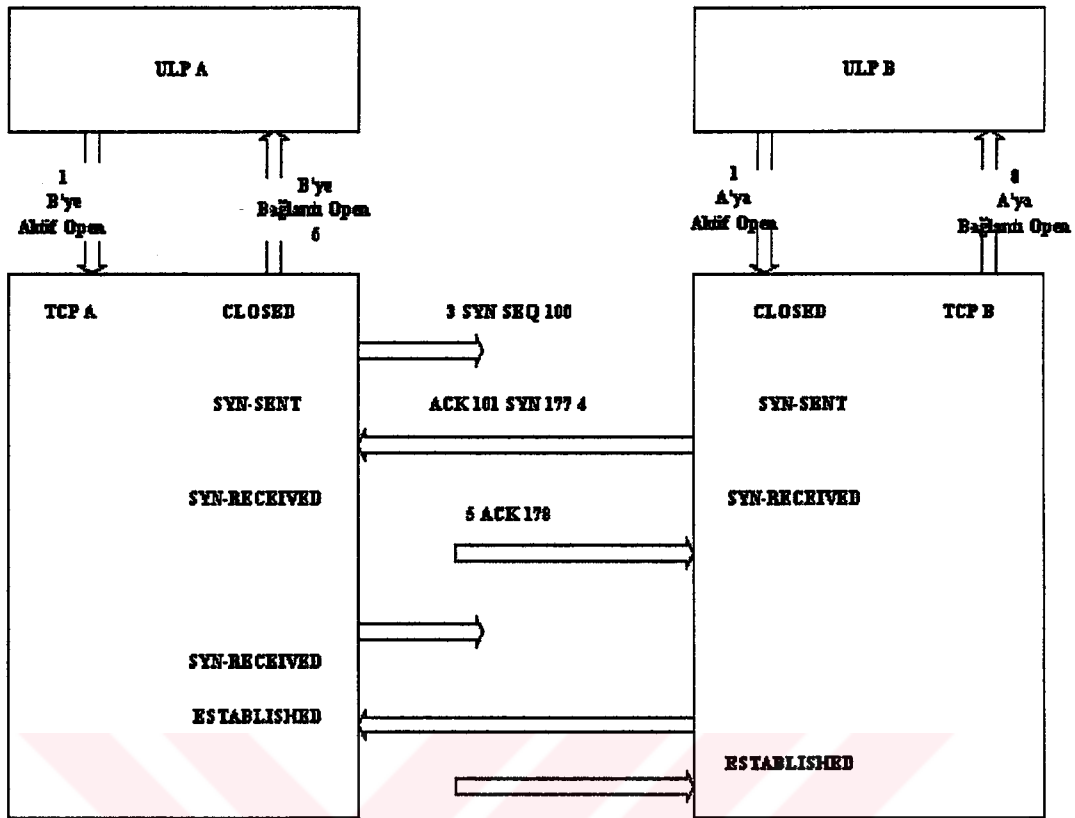 ULP A
ULP B
1
B'ye
Aktif Open
B'ye
Bağlantı Open
6
1
A'ya
Aktif Open
8
A'ya
Bağlantı Open
TCP A
CLOSED
3 SYN SEQ 100
CLOSED
TCP B
SYN-SENT
ACK 101 SYN 177 4
SYN-SENT
SYN-RECEIVED
SYN-RECEIVED
5 ACK 178
SYN-RECEIVED
ESTABLISHED
ESTABLISHED